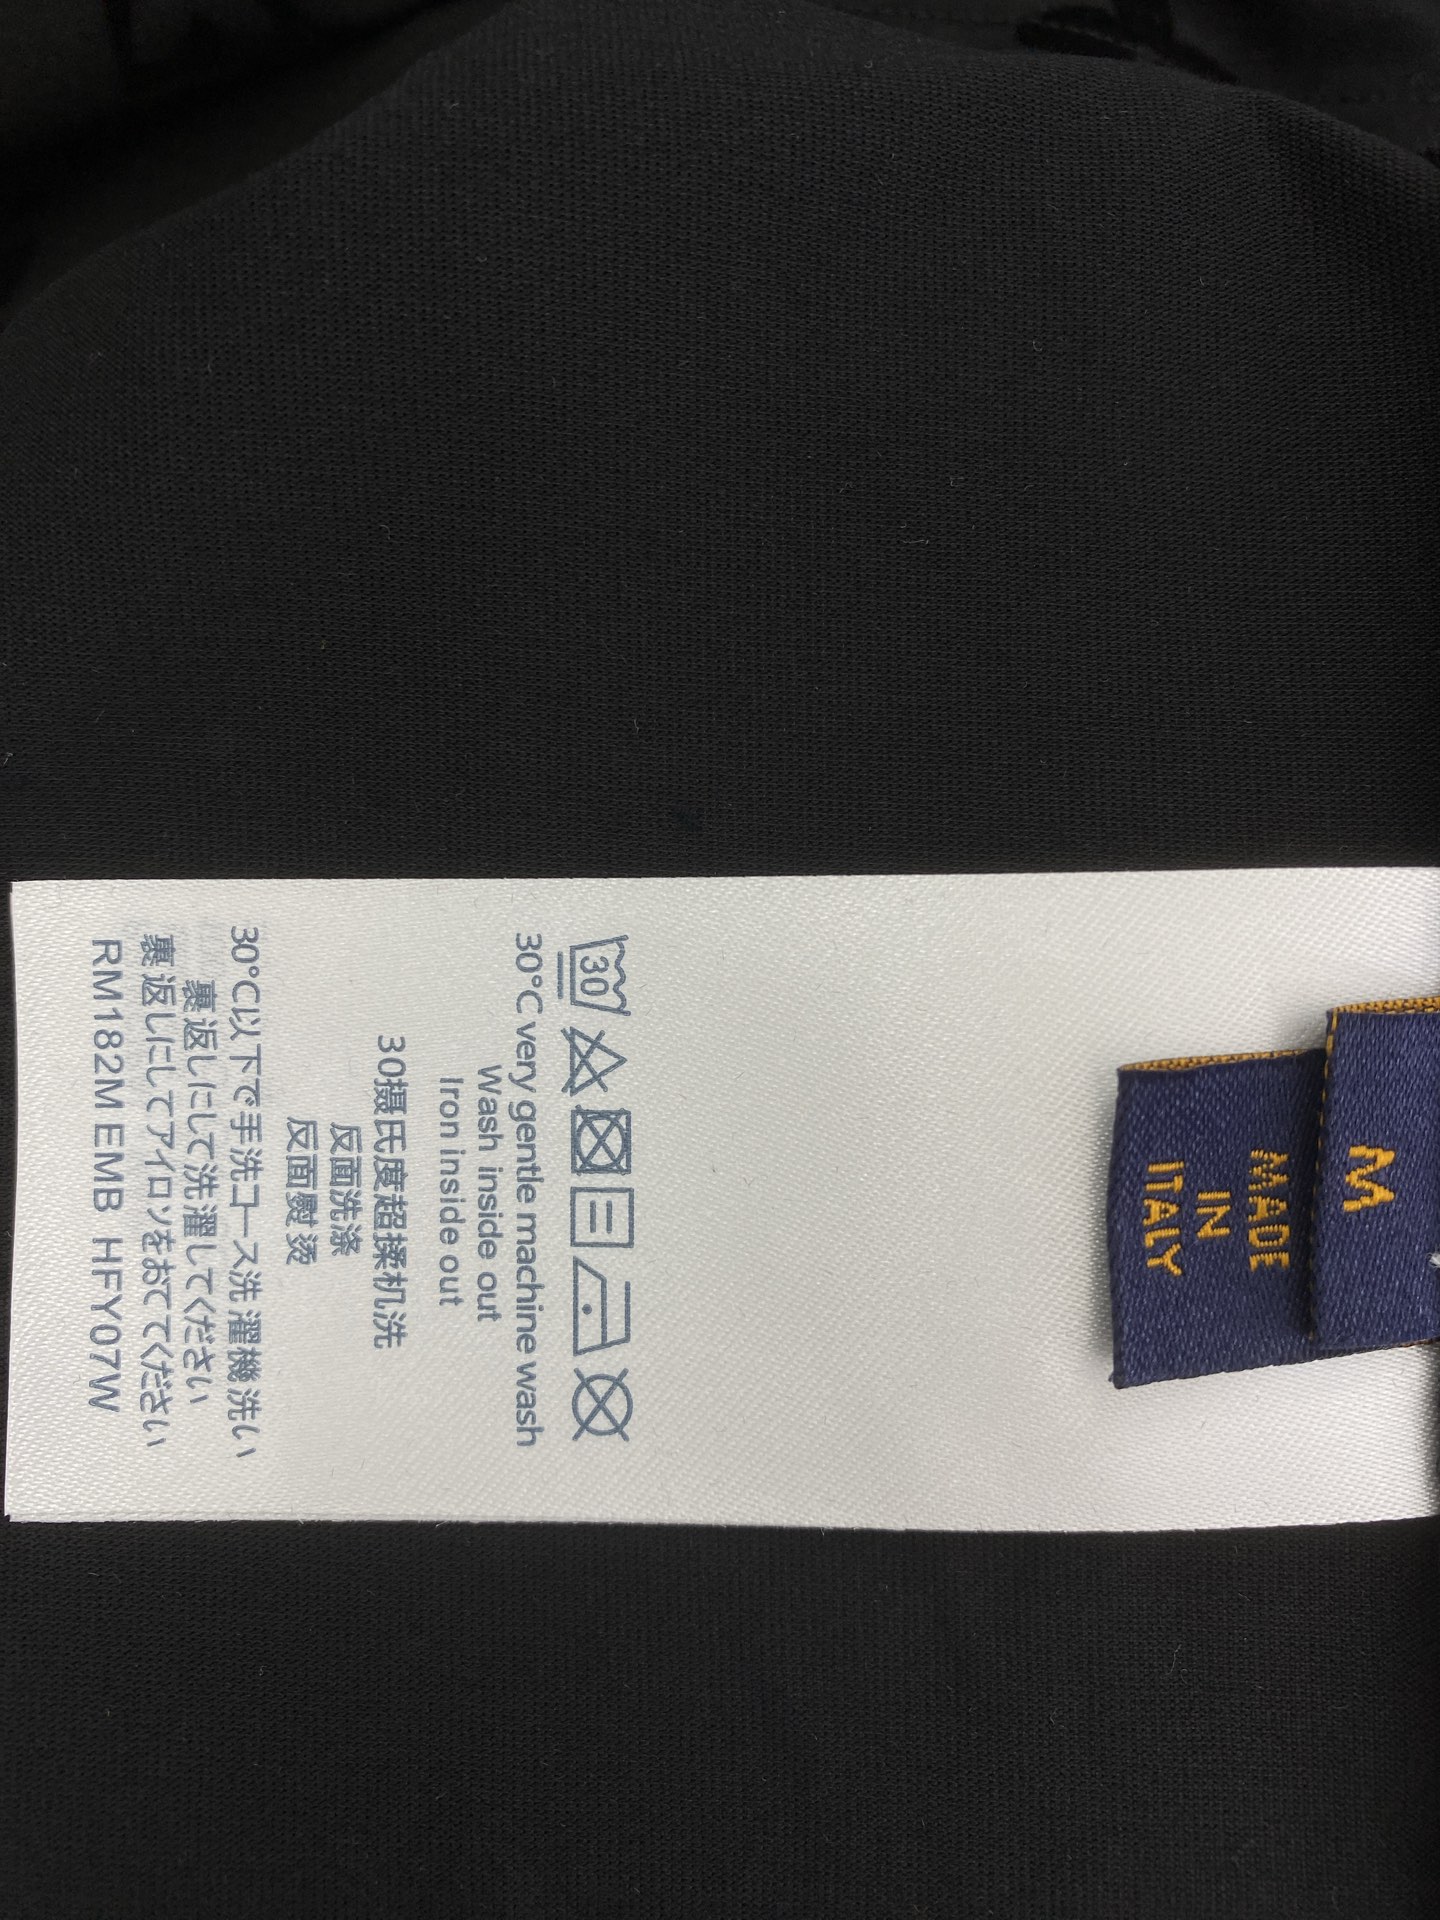 M
MADE
IN
ITALY
30
30°C very gentle machine wash
Wash inside out
Iron inside out
30摄氏度超揉机洗
反面洗涤
反面熨烫
30°C以下で手洗コース洗濯機洗い
裏返しにして洗濯してください
裏返しにしてアイロンをおててください
RM182M EMB HFY07W